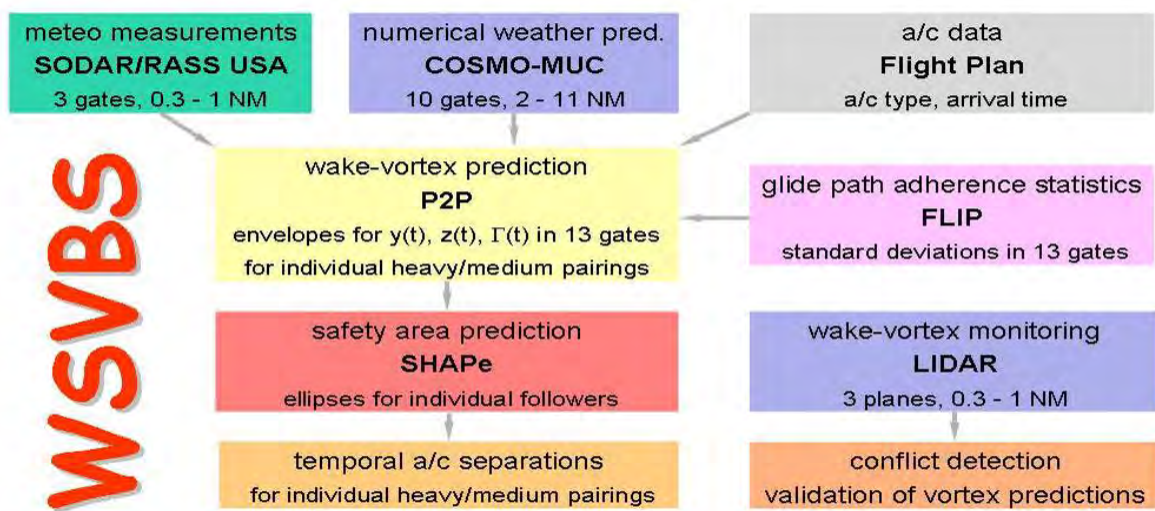 meteo measurements
SODAR/RASS USA
3 gates, 0.3 - 1 NM
numerical weather pred.
COSMO-MUC
10 gates, 2 - 11 NM
a/c data
Flight Plan
a/c type, arrival time
WSVBS
wake-vortex prediction
P2P
envelopes for y(t), z(t), Γ(t) in 13 gates
for individual heavy/medium pairings
glide path adherence statistics
FLIP
standard deviations in 13 gates
safety area prediction
SHAPe
ellipses for individual followers
wake-vortex monitoring
LIDAR
3 planes, 0.3 - 1 NM
temporal a/c separations
for individual heavy/medium pairings
conflict detection
validation of vortex predictions